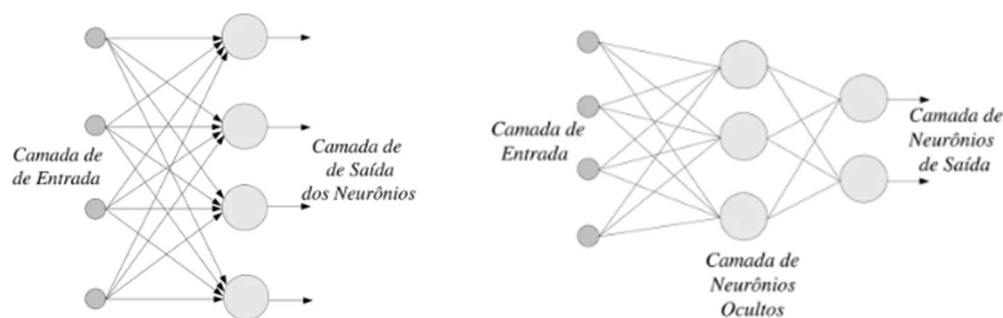 Camada de
de Entrada
Camada de
de Saída
dos Neurônios
Camada de
Entrada
Camada de
Neurônios
Ocultos
Camada de
Neurônios
de Saída